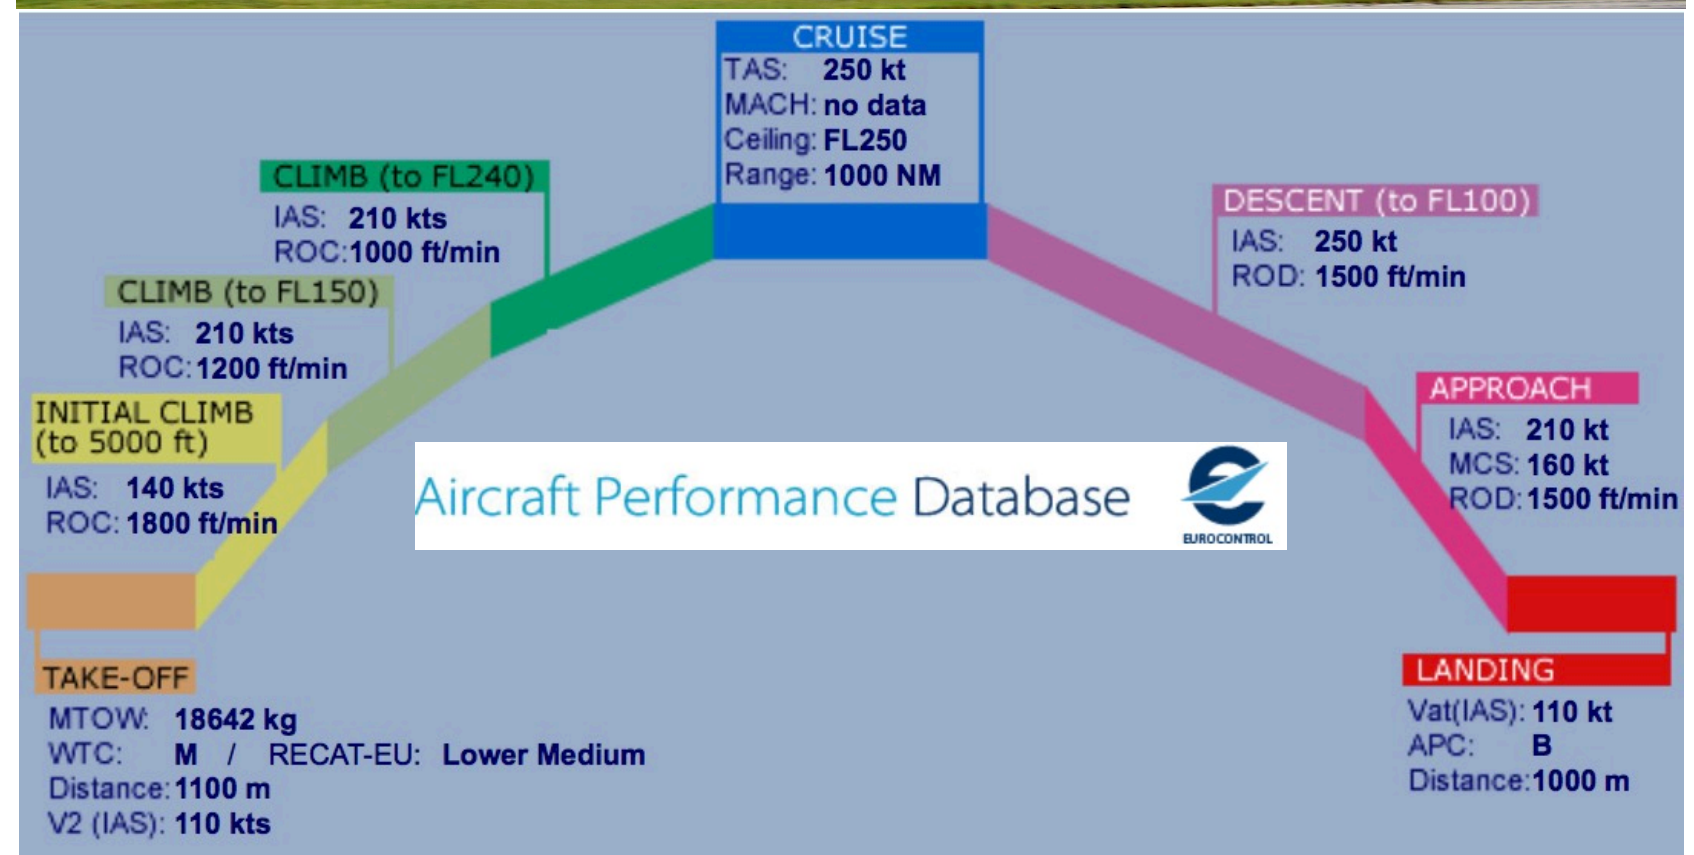 CRUISE
TAS: 250 kt
MACH: no data
Ceiling: FL250
Range: 1000 NM
CLIMB (to FL240)
IAS: 210 kts
ROC: 1000 ft/min
CLIMB (to FL150)
IAS: 210 kts
ROC: 1200 ft/min
INITIAL CLIMB
(to 5000 ft)
IAS: 140 kts
ROC: 1800 ft/min
DESCENT (to FL100)
IAS: 250 kt
ROD: 1500 ft/min
APPROACH
IAS: 210 kt
MCS: 160 kt
ROD: 1500 ft/min
Aircraft Performance Database
EUROCONTROL
TAKE-OFF
MTOW: 18642 kg
WTC: M / RECAT-EU: Lower Medium
Distance: 1100 m
V2 (IAS): 110 kts
LANDING
Vat(IAS): 110 kt
APC: B
Distance: 1000 m